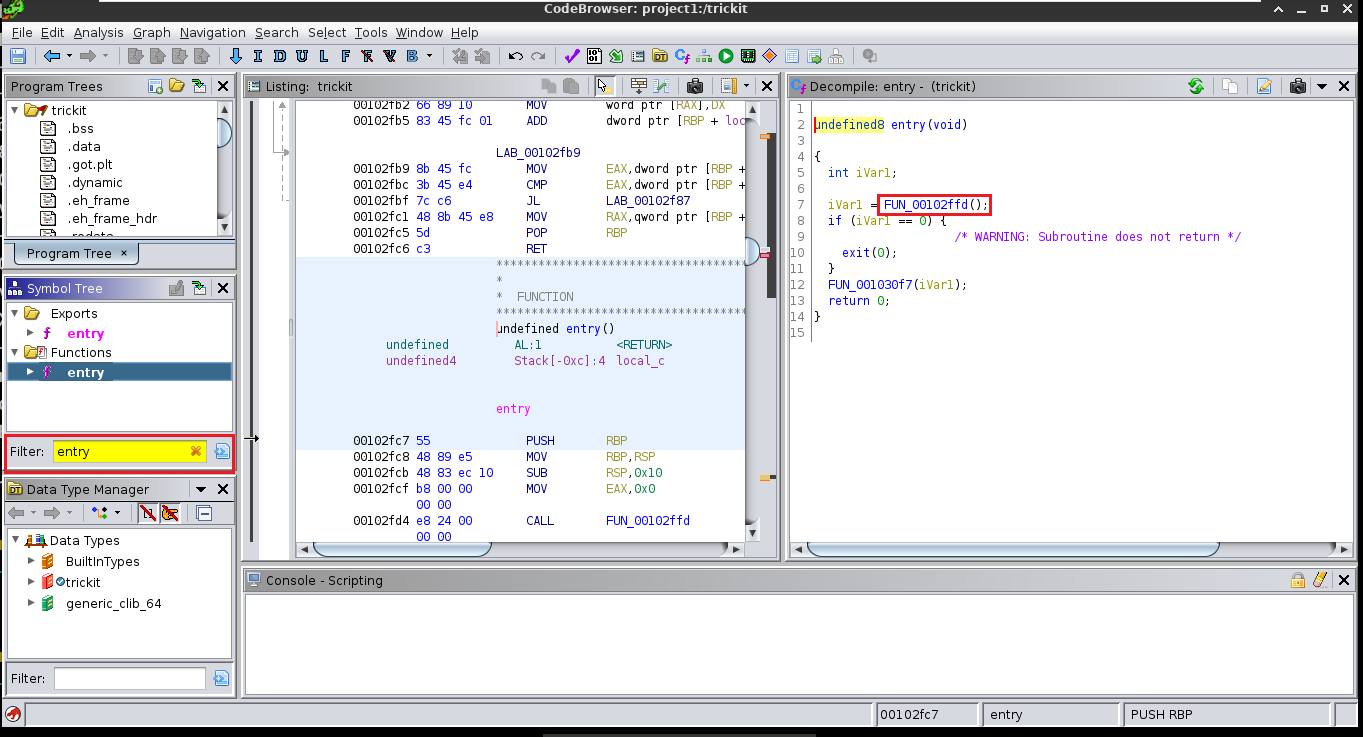 CodeBrowser: project1:/trickit
File Edit Analysis Graph Navigation Search Select Tools Window Help
I D U L F B
Program Trees
trickit
.bss
.data
.got.plt
.dynamic
.eh_frame
.eh_frame_hdr
Program Tree ×
Symbol Tree
Exports
f entry
Functions
f entry
Filter: entry
Data Type Manager
Data Types
BuiltInTypes
trickit
generic_clib_64
Filter:
Listing: trickit
00102fb2 66 89 10 MOV word ptr [RAX],DX
00102fb5 83 45 fc 01 ADD dword ptr [RBP + loc
LAB_00102fb9
00102fb9 8b 45 fc MOV EAX,dword ptr [RBP +
00102fbc 3b 45 e4 CMP EAX,dword ptr [RBP +
00102fbf 7c c6 JL LAB_00102f87
00102fc1 48 8b 45 e8 MOV RAX,qword ptr [RBP +
00102fc5 5d POP RBP
00102fc6 c3 RET
************************************
*
* FUNCTION
************************************
undefined entry()
undefined AL:1 <RETURN>
undefined4 Stack[-0xc]:4 local_c
entry
00102fc7 55 PUSH RBP
00102fc8 48 89 e5 MOV RBP,RSP
00102fcb 48 83 ec 10 SUB RSP,0x10
00102fcf b8 00 00 MOV EAX,0x0
00 00
00102fd4 e8 24 00 CALL FUN_00102ffd
00 00
Decompile: entry - (trickit)
1
2 undefined8 entry(void)
3
4 {
5 int iVar1;
6
7 iVar1 = FUN_00102ffd();
8 if (iVar1 == 0) {
9 /* WARNING: Subroutine does not return */
10 exit(0);
11 }
12 FUN_001030f7(iVar1);
13 return 0;
14 }
15
Console - Scripting
00102fc7 entry PUSH RBP